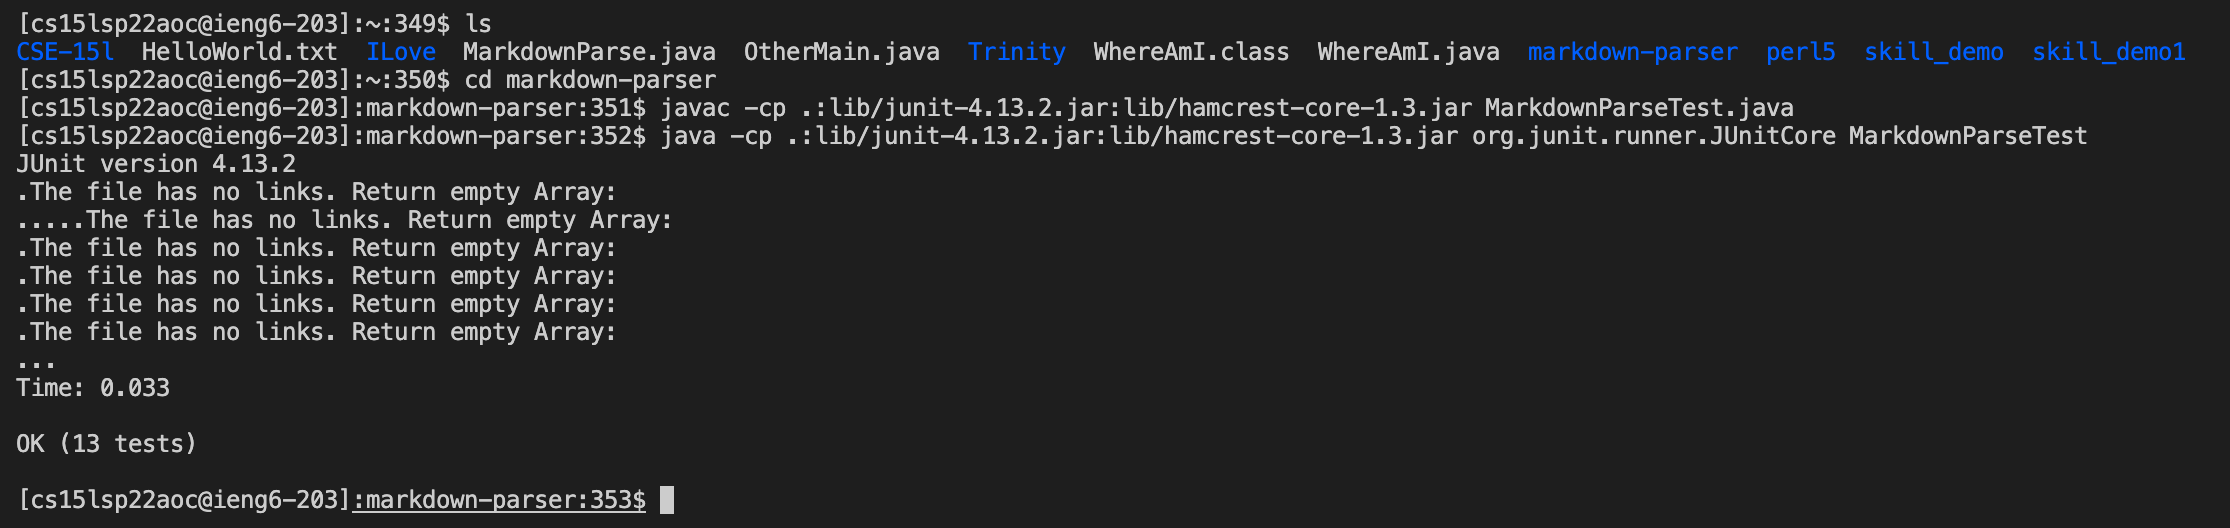 [cs15lsp22aoc@ieng6-203]:~:349$ ls
CSE-15l  HelloWorld.txt  ILove  MarkdownParse.java  OtherMain.java  Trinity  WhereAmI.class  WhereAmI.java  markdown-parser  perl5  skill_demo  skill_demo1
[cs15lsp22aoc@ieng6-203]:~:350$ cd markdown-parser
[cs15lsp22aoc@ieng6-203]:markdown-parser:351$ javac -cp .:lib/junit-4.13.2.jar:lib/hamcrest-core-1.3.jar MarkdownParseTest.java
[cs15lsp22aoc@ieng6-203]:markdown-parser:352$ java -cp .:lib/junit-4.13.2.jar:lib/hamcrest-core-1.3.jar org.junit.runner.JUnitCore MarkdownParseTest
JUnit version 4.13.2
.The file has no links. Return empty Array:
.....The file has no links. Return empty Array:
.The file has no links. Return empty Array:
.The file has no links. Return empty Array:
.The file has no links. Return empty Array:
.The file has no links. Return empty Array:
...
Time: 0.033
OK (13 tests)
[cs15lsp22aoc@ieng6-203]:markdown-parser:353$